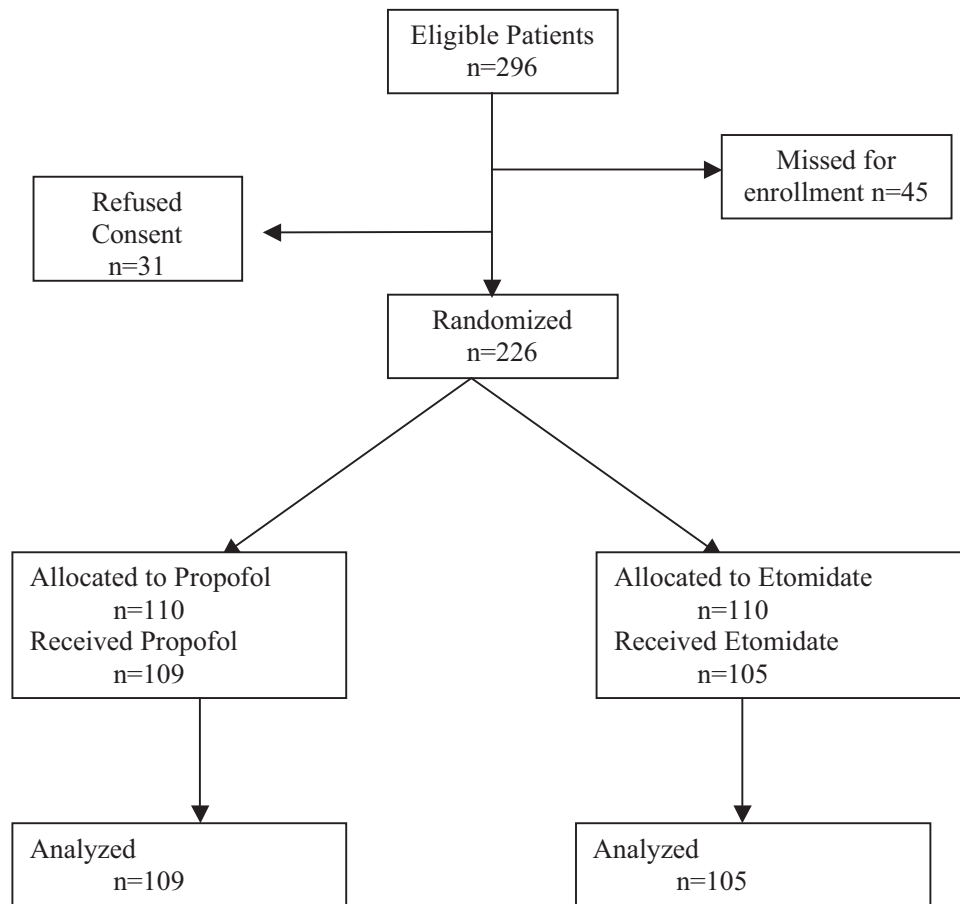 Eligible Patients
n=296
Missed for
enrollment n=45
Refused
Consent
n=31
Randomized
n=226
Allocated to Propofol
n=110
Received Propofol
n=109
Allocated to Etomidate
n=110
Received Etomidate
n=105
Analyzed
n=109
Analyzed
n=105